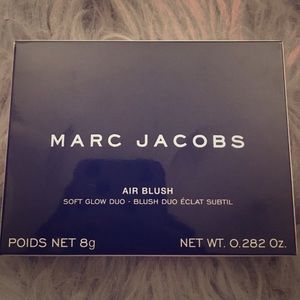 MARC JACOBS
AIR BLUSH
SOFT GLOW DUO - BLUSH DUO ÉCLAT SUBTIL
POIDS NET 8g NET WT. 0.282 Oz.